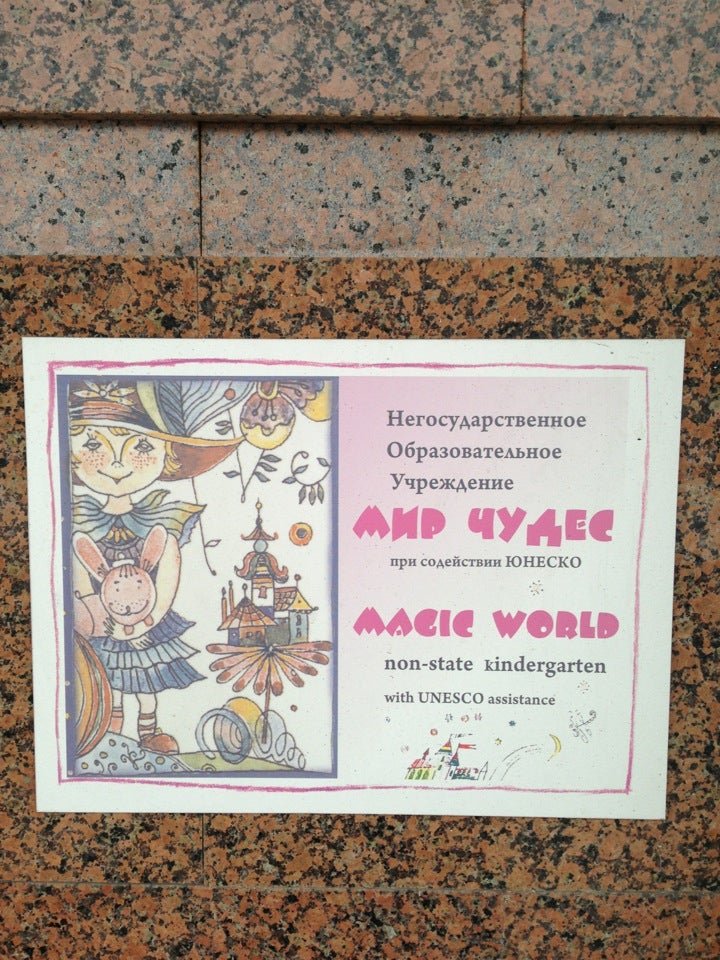 Негосударственное
Образовательное
Учреждение
МИР ЧУДЕС
при содействии ЮНЕСКО
MAGIC WORLD
non-state kindergarten
with UNESCO assistance